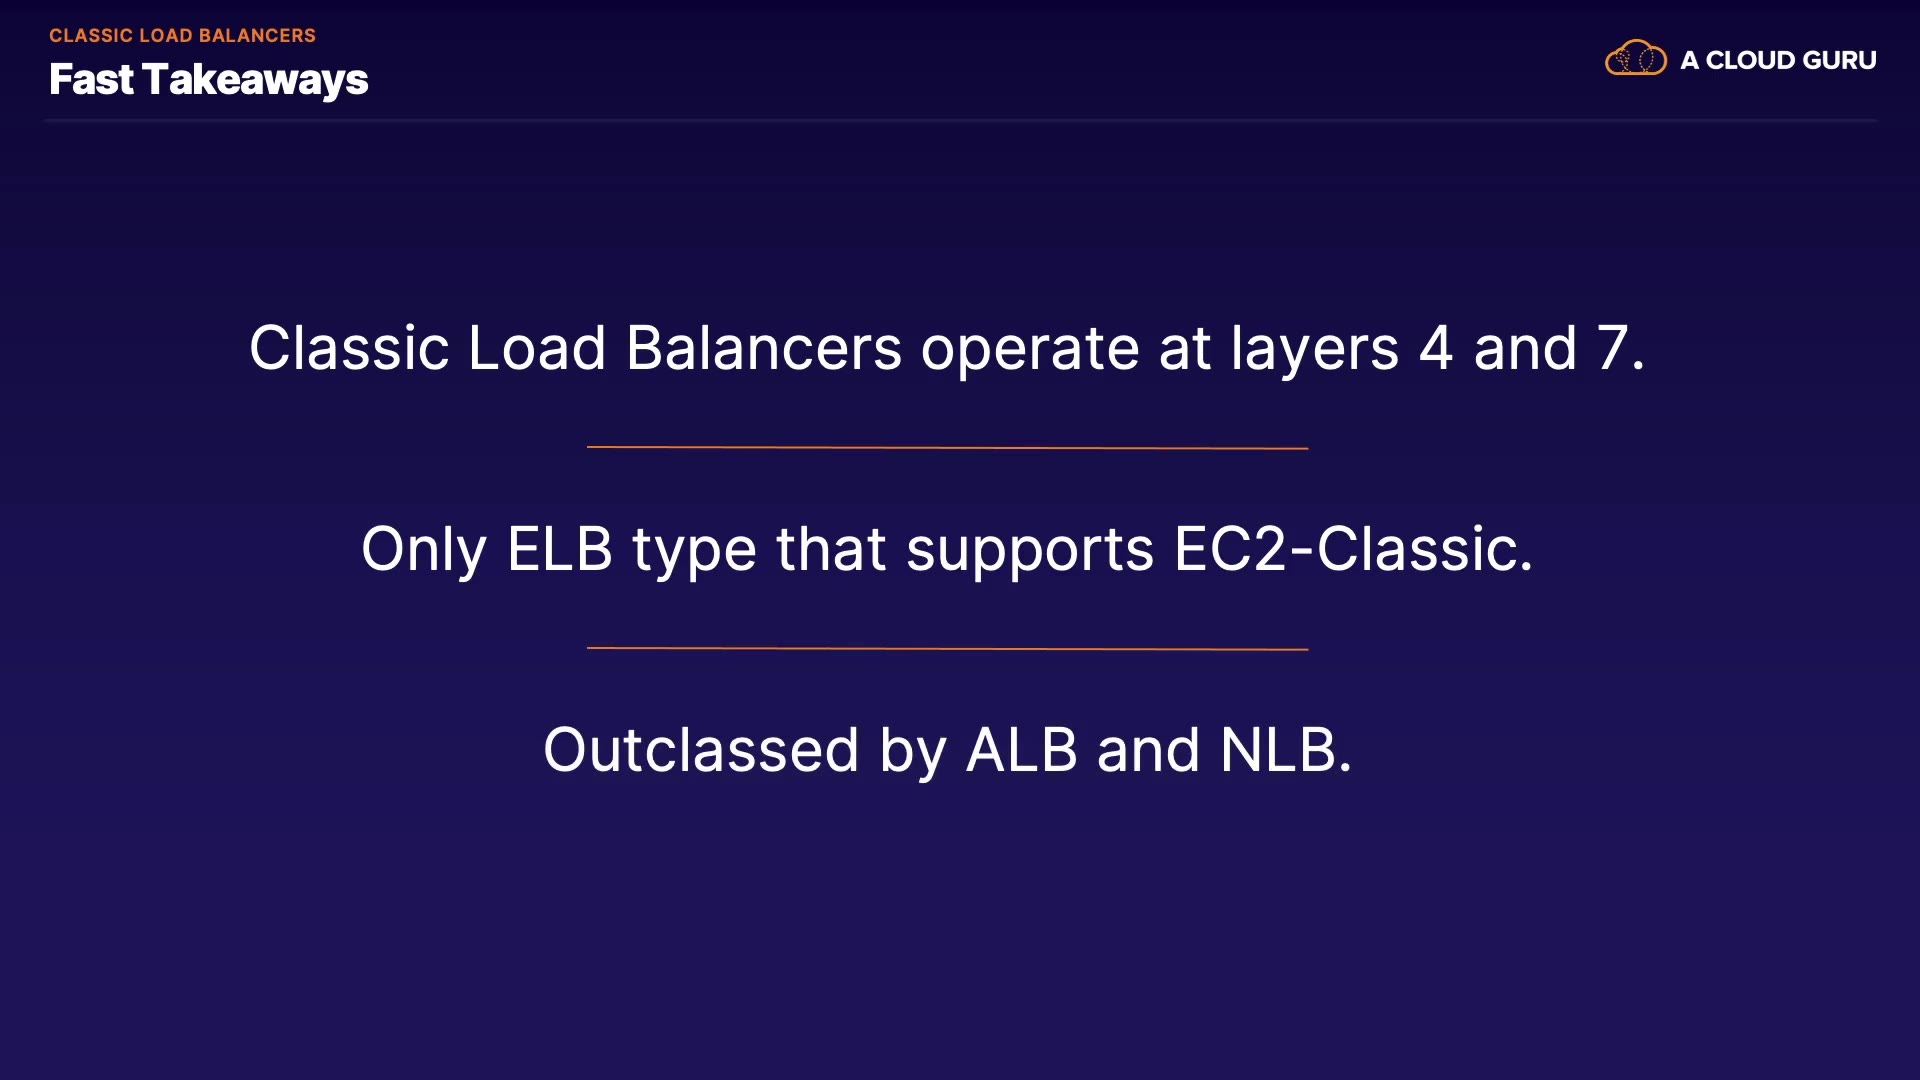 CLASSIC LOAD BALANCERS
Fast Takeaways
A CLOUD GURU
Classic Load Balancers operate at layers 4 and 7.
Only ELB type that supports EC2-Classic.
Outclassed by ALB and NLB.